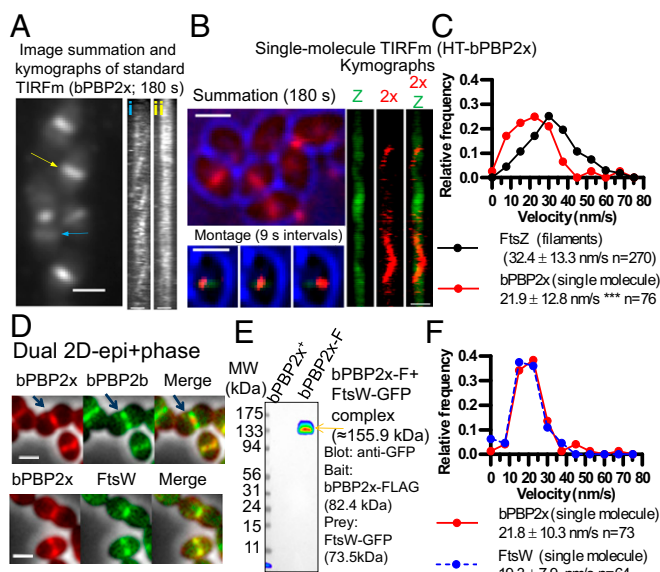 A
Image summation and
kymographs of standard
TIRFm (bPBP2x; 180 s)
i
ii
B
Single-molecule TIRFm (HT-bPBP2x)
Kymographs
Summation (180 s)
Z
2x
2x
Z
Montage (9 s intervals)
C
Relative frequency
0.4
0.3
0.2
0.1
0.0
0 10 20 30 40 50 60 70 80
Velocity (nm/s)
FtsZ (filaments)
(32.4 ± 13.3 nm/s n=270)
bPBP2x (single molecule)
21.9 ± 12.8 nm/s *** n=76
D
Dual 2D-epi+phase
bPBP2x bPBP2b Merge
bPBP2x FtsW Merge
E
MW
(kDa)
bPBP2x+
bPBP2x-F
175
133
94
56
31
24
15
11
bPBP2x-F+
FtsW-GFP
complex
(≈155.9 kDa)
Blot: anti-GFP
Bait:
bPBP2x-FLAG
(82.4 kDa)
Prey:
FtsW-GFP
(73.5kDa)
F
Relative frequency
0.4
0.3
0.2
0.1
0.0
0 10 20 30 40 50 60 70 80
Velocity (nm/s)
bPBP2x (single molecule)
21.8 ± 10.3 nm/s n=73
FtsW (single molecule)